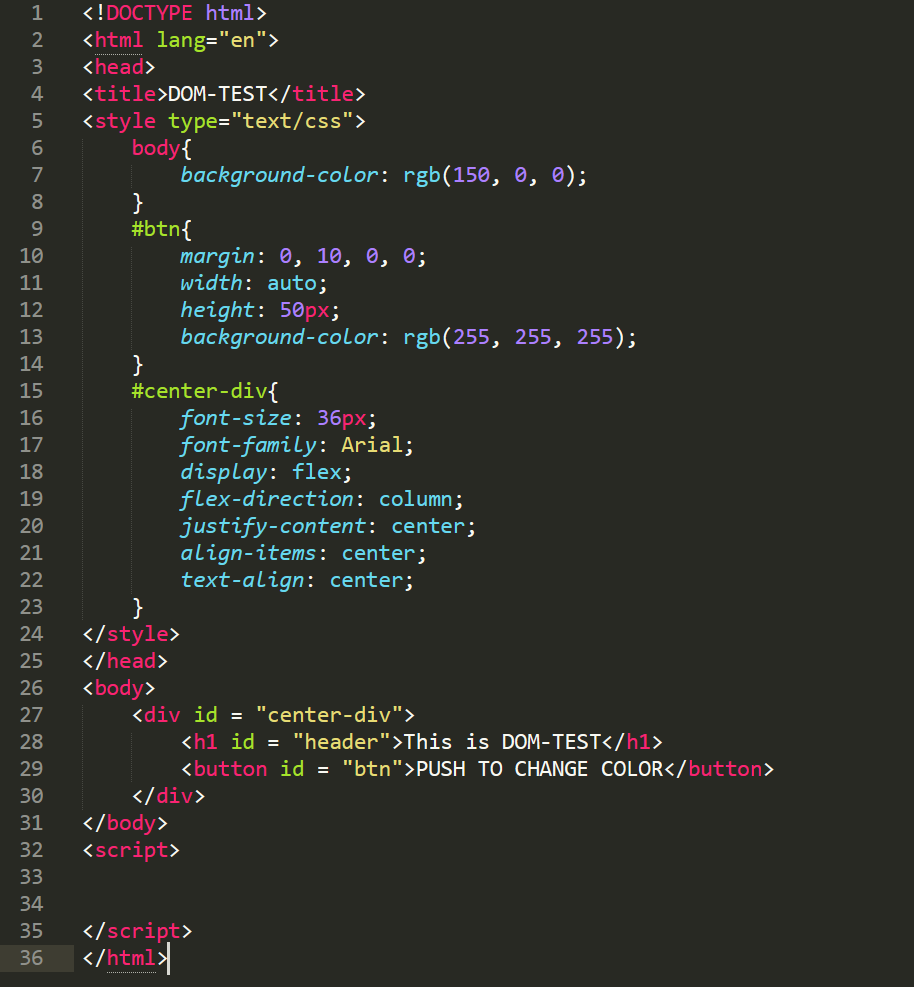 1 <!DOCTYPE html>
2 <html lang="en">
3 <head>
4 <title>DOM-TEST</title>
5 <style type="text/css">
6     body{
7         background-color: rgb(150, 0, 0);
8     }
9     #btn{
10         margin: 0, 10, 0, 0;
11         width: auto;
12         height: 50px;
13         background-color: rgb(255, 255, 255);
14     }
15     #center-div{
16         font-size: 36px;
17         font-family: Arial;
18         display: flex;
19         flex-direction: column;
20         justify-content: center;
21         align-items: center;
22         text-align: center;
23     }
24 </style>
25 </head>
26 <body>
27     <div id = "center-div">
28         <h1 id = "header">This is DOM-TEST</h1>
29         <button id = "btn">PUSH TO CHANGE COLOR</button>
30     </div>
31 </body>
32 <script>
33
34
35 </script>
36 </html>